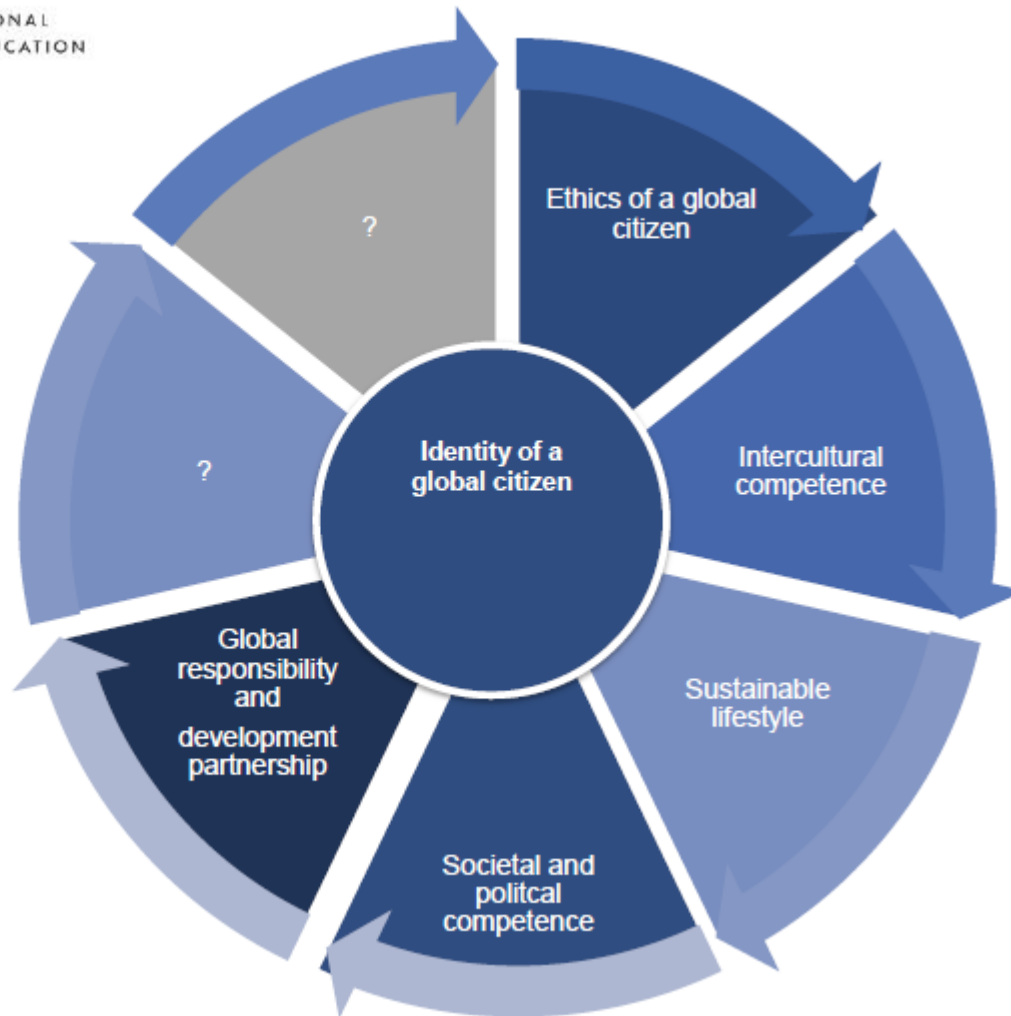 ONAL
UCATION
?
Ethics of a global
citizen
Intercultural
competence
Sustainable
lifestyle
Societal and
politcal
competence
Global
responsibility
and
development
partnership
?
Identity of a
global citizen